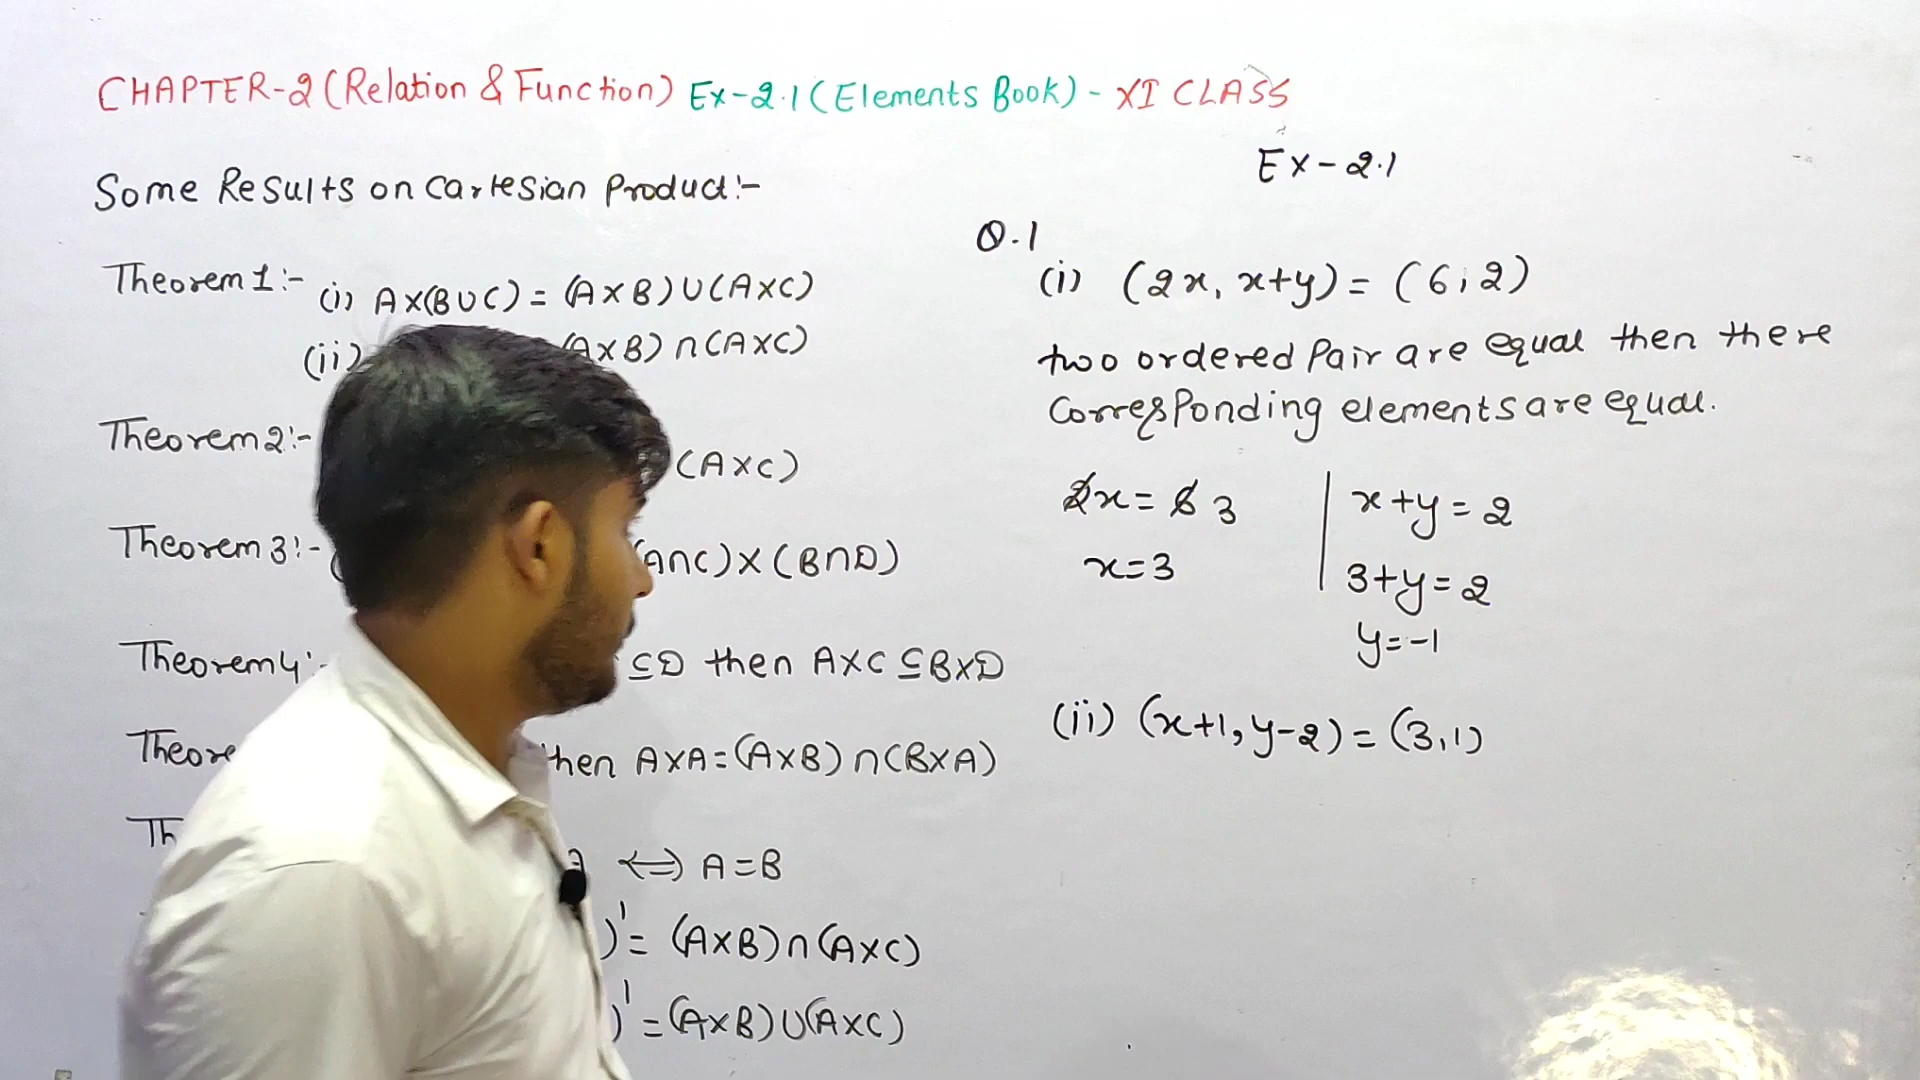 CHAPTER-2 (Relation & Function) Ex-2.1 (Elements Book) - XI CLASS
Some Results on Cartesian Product:-
Theorem 1:- (i) A×(B∪C) = (A×B)∪(A×C)
(ii) (A×B)∩(A×C)
Theorem 2:-
(A×C)
Theorem 3:- (A∩C)×(B∩D)
Theorem 4:- ⊆D then A×C ⊆ B×D
then A×A = (A×B)∩(B×A)
⇔ A=B
)' = (A×B)∩(A×C)
)' = (A×B)∪(A×C)
Ex-2.1
Q.1
(i) (2x, x+y) = (6, 2)
two ordered Pair are equal then there
Corresponding elements are equal.
2x = 6 3
x=3
x+y = 2
3+y = 2
y=-1
(ii) (x+1, y-2) = (3,1)